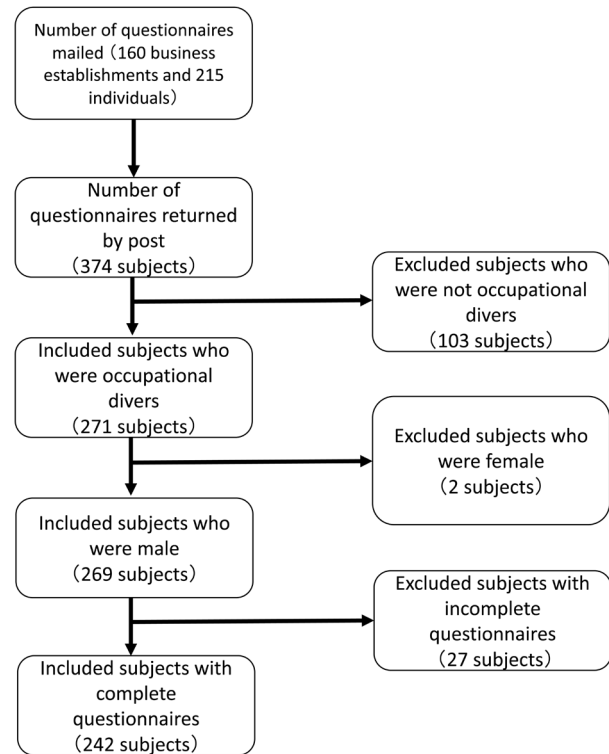 Number of questionnaires
mailed（160 business
establishments and 215
individuals）
Number of
questionnaires returned
by post
（374 subjects）
Excluded subjects who
were not occupational
divers
（103 subjects）
Included subjects who
were occupational
divers
（271 subjects）
Excluded subjects who
were female
（2 subjects）
Included subjects who
were male
（269 subjects）
Excluded subjects with
incomplete
questionnaires
（27 subjects）
Included subjects with
complete
questionnaires
（242 subjects）